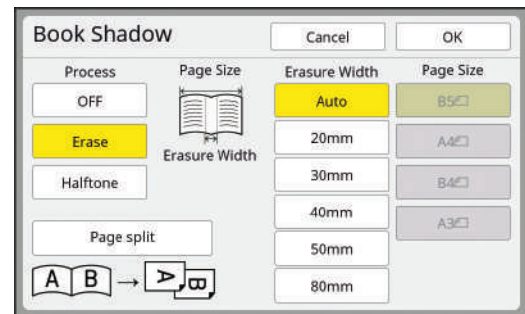 Book Shadow
Cancel
OK
Process
Page Size
Erasure Width
Page Size
OFF
Auto
B5
Erase
Erasure Width
20mm
A4
Halftone
30mm
B4
40mm
A3
Page split
50mm
A B → A B
80mm